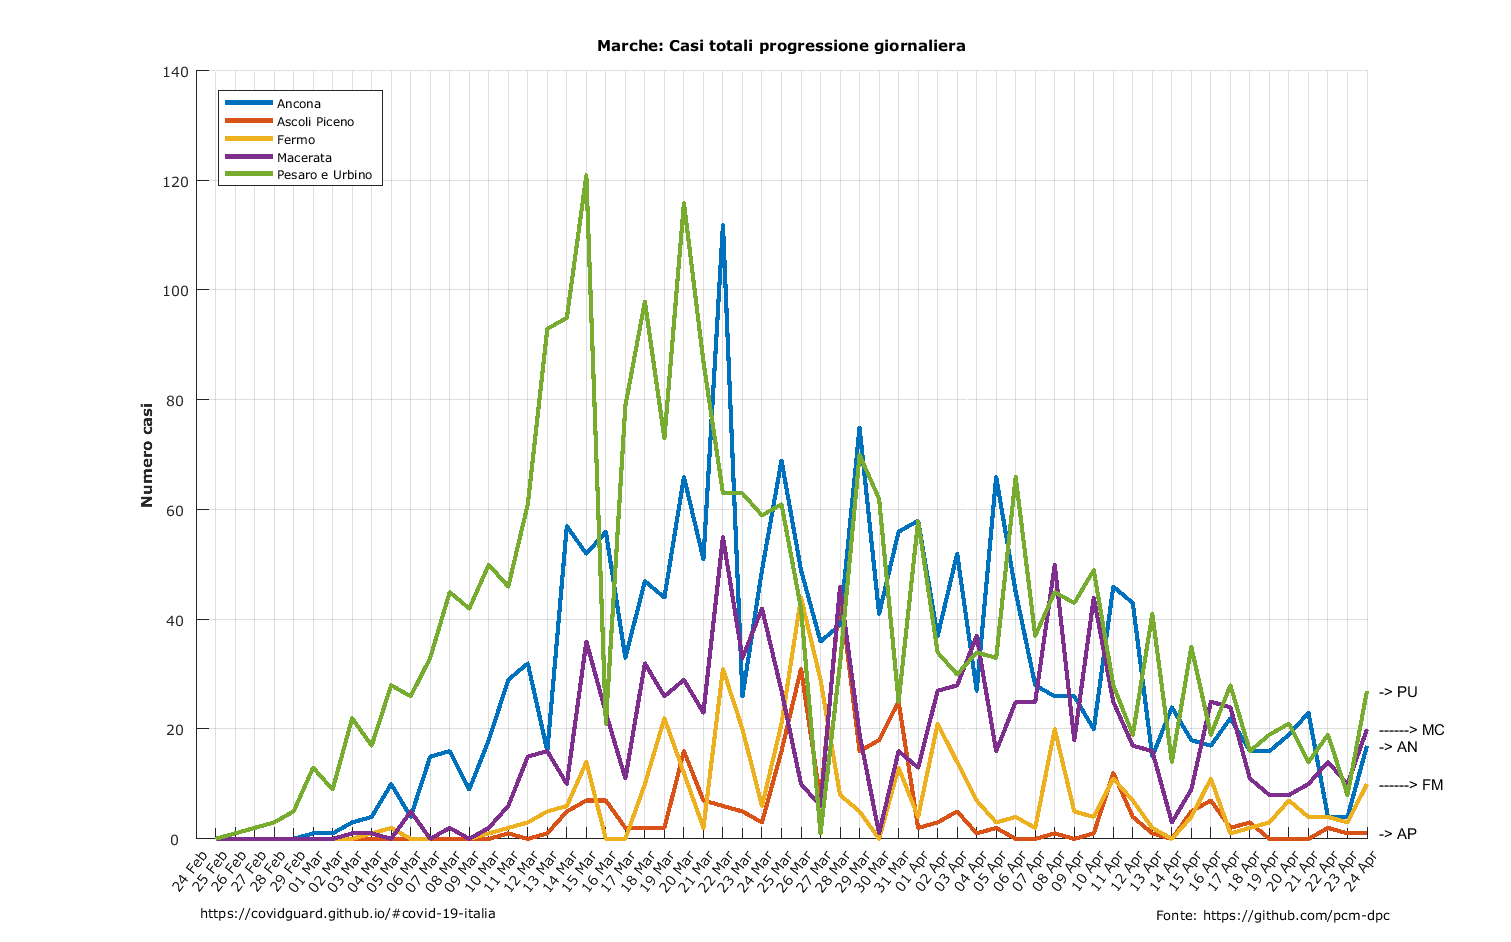 Marche: Casi totali progressione giornaliera
140
120
100
80
60
40
20
0
Numero casi
Ancona
Ascoli Piceno
Fermo
Macerata
Pesaro e Urbino
-> PU
------> MC
-> AN
------> FM
-> AP
24 Feb
25 Feb
26 Feb
27 Feb
28 Feb
29 Feb
01 Mar
02 Mar
03 Mar
04 Mar
05 Mar
06 Mar
07 Mar
08 Mar
09 Mar
10 Mar
11 Mar
12 Mar
13 Mar
14 Mar
15 Mar
16 Mar
17 Mar
18 Mar
19 Mar
20 Mar
21 Mar
22 Mar
23 Mar
24 Mar
25 Mar
26 Mar
27 Mar
28 Mar
29 Mar
30 Mar
31 Mar
01 Apr
02 Apr
03 Apr
04 Apr
05 Apr
06 Apr
07 Apr
08 Apr
09 Apr
10 Apr
11 Apr
12 Apr
13 Apr
14 Apr
15 Apr
16 Apr
17 Apr
18 Apr
19 Apr
20 Apr
21 Apr
22 Apr
23 Apr
24 Apr
https://covidguard.github.io/#covid-19-italia
Fonte: https://github.com/pcm-dpc